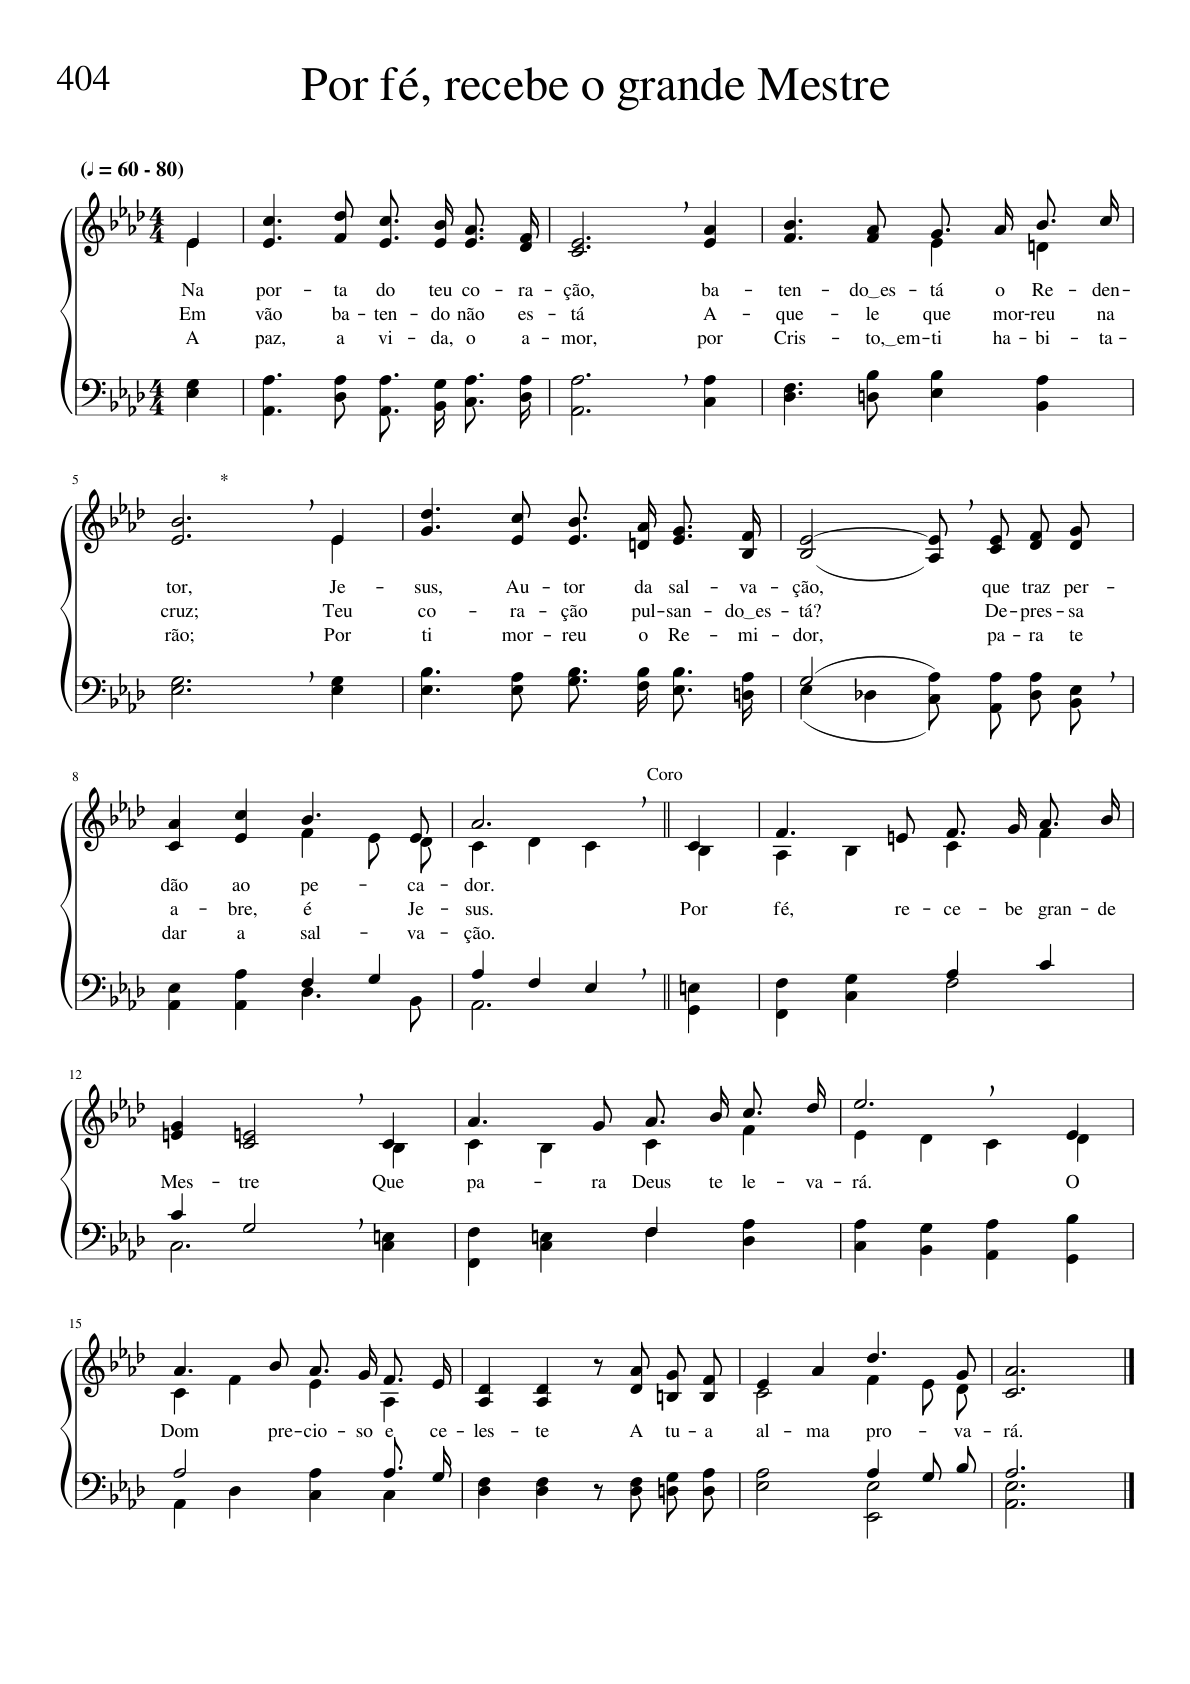 404
Por fé, recebe o grande Mestre
(♩ = 60 - 80)
Na por - ta do teu co - ra - ção, ba - ten - do‿es - tá o Re - den -
Em vão ba - ten - do não es - tá A - que - le que mor - reu na
A paz, a vi - da, o a - mor, por Cris - to,‿em - ti ha - bi - ta -
5
*
tor, Je - sus, Au - tor da sal - va - ção, que traz per -
cruz; Teu co - ra - ção pul - san - do‿es - tá? De - pres - sa
rão; Por ti mor - reu o Re - mi - dor, pa - ra te
8
Coro
dão ao pe - ca - dor.
a - bre, é Je - sus. Por fé, re - ce - be gran - de
dar a sal - va - ção.
12
Mes - tre Que pa - ra Deus te le - va - rá. O
15
Dom pre - cio - so e ce - les - te A tu - a al - ma pro - va - rá.